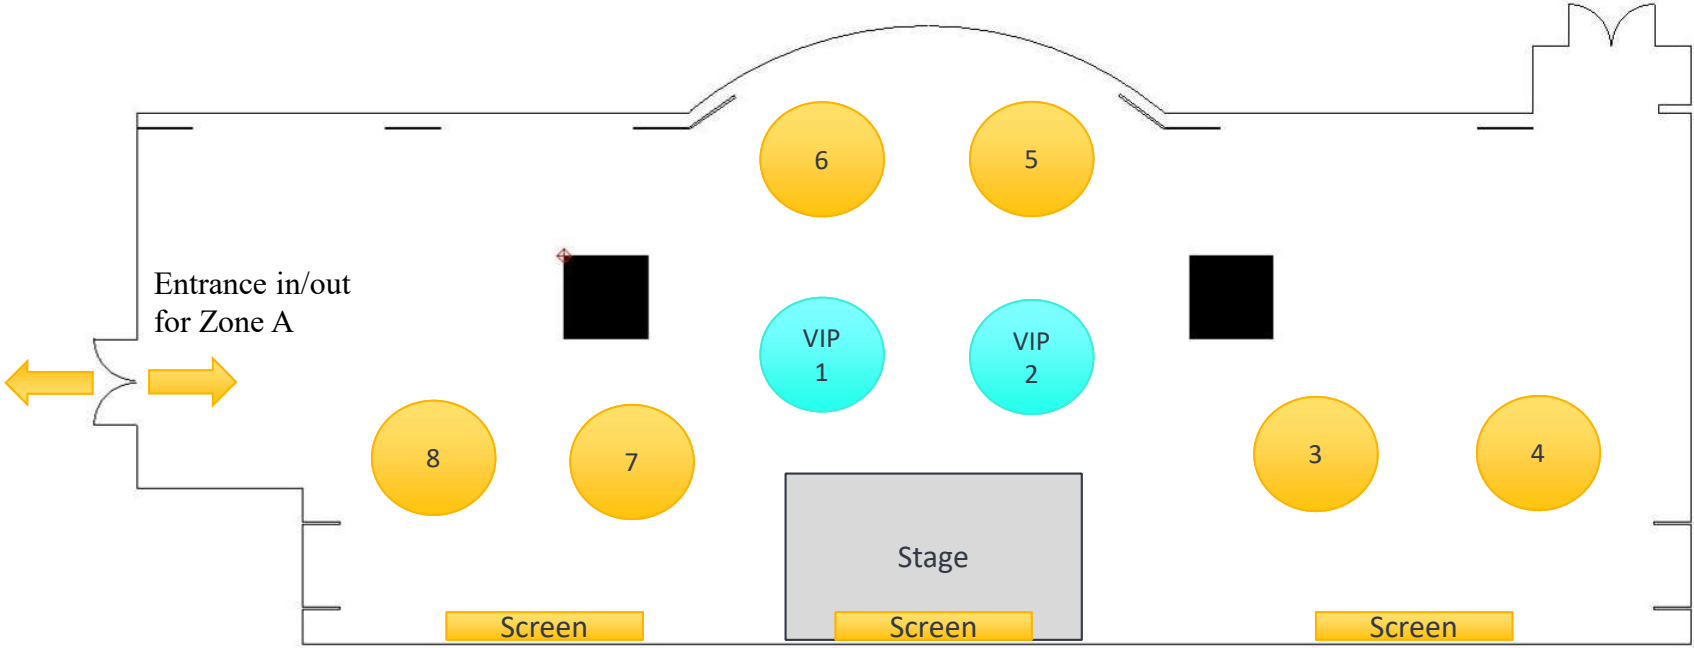 6
5
Entrance in/out
for Zone A
VIP
1
VIP
2
8
7
3
4
Stage
Screen
Screen
Screen